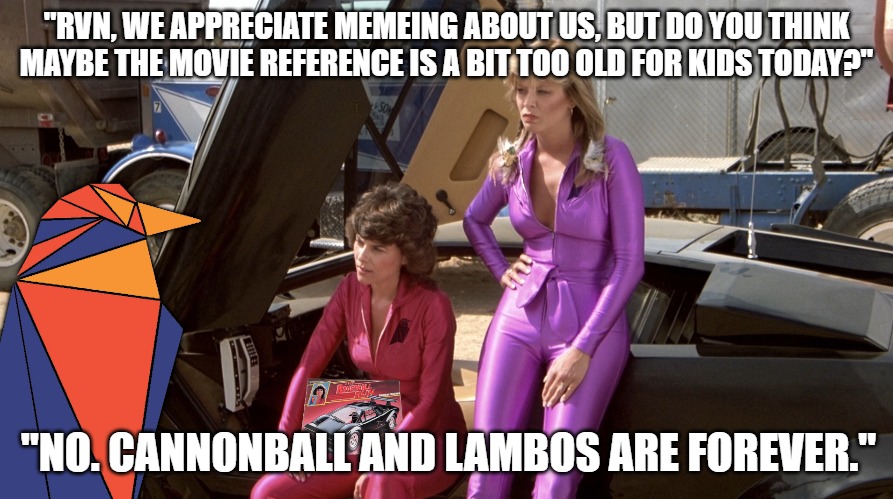 "RVN, WE APPRECIATE MEMEING ABOUT US, BUT DO YOU THINK
MAYBE THE MOVIE REFERENCE IS A BIT TOO OLD FOR KIDS TODAY?"
7
"NO. CANNONBALL AND LAMBOS ARE FOREVER."